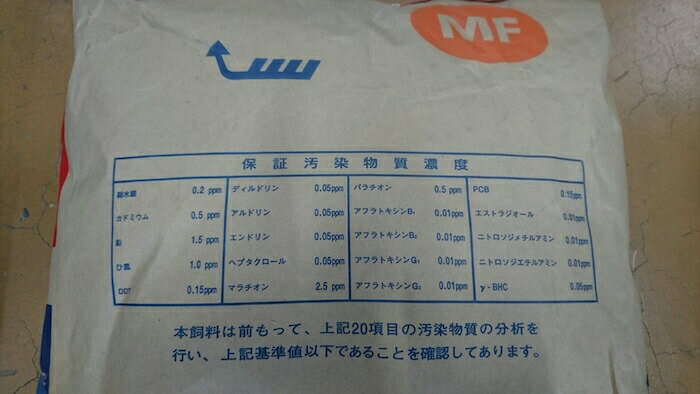 MF
保証汚染物質濃度
総水銀 0.2 ppm ディルドリン 0.05ppm パラチオン 0.5 ppm PCB 0.15ppm
カドミウム 0.5 ppm アルドリン 0.05ppm アフラトキシンB₁ 0.01ppm エストラジオール 0.01ppm
鉛 1.5 ppm エンドリン 0.05ppm アフラトキシンB₂ 0.01ppm ニトロソジメチルアミン 0.01ppm
ひ素 1.0 ppm ヘプタクロール 0.05ppm アフラトキシンG₁ 0.01ppm ニトロソジエチルアミン 0.01ppm
DDT 0.15ppm マラチオン 2.5 ppm アフラトキシンG₂ 0.01ppm γ-BHC 0.05ppm
本飼料は前もって、上記20項目の汚染物質の分析を
行い、上記基準値以下であることを確認してあります。